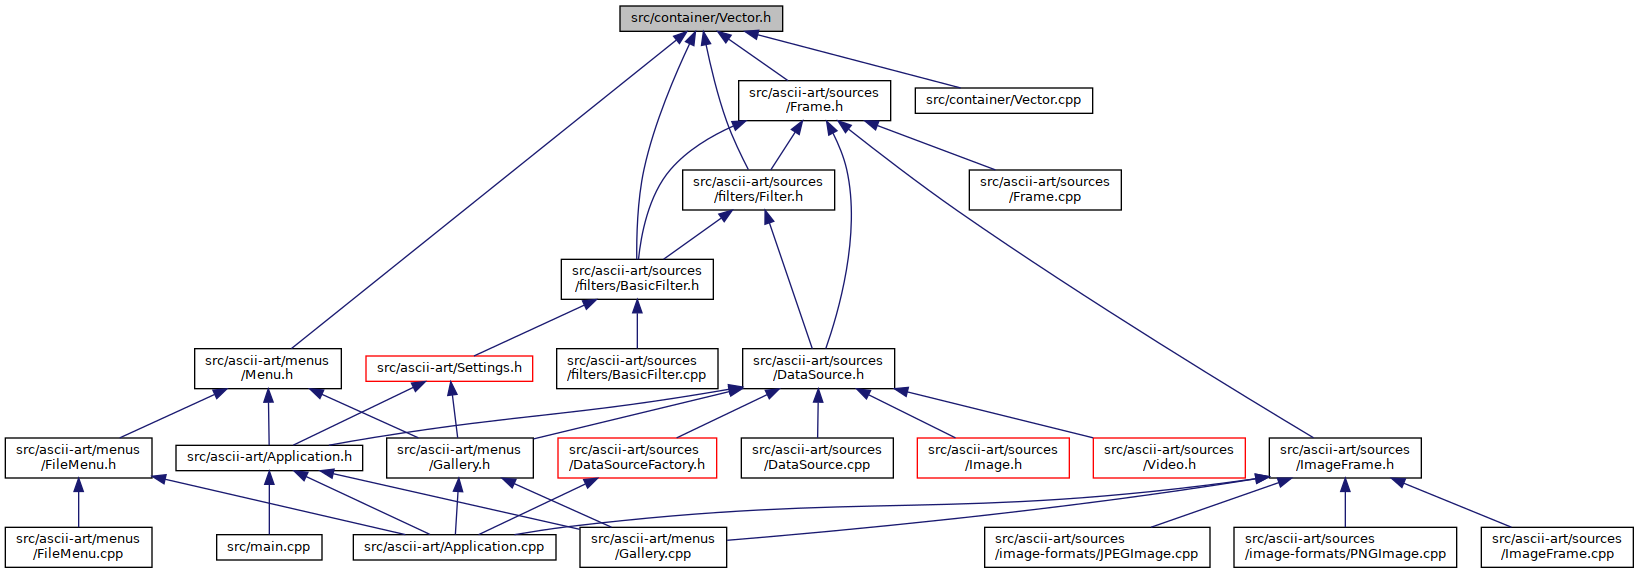 src/container/Vector.h
src/ascii-art/sources
/Frame.h
src/container/Vector.cpp
src/ascii-art/sources
/filters/Filter.h
src/ascii-art/sources
/Frame.cpp
src/ascii-art/sources
/filters/BasicFilter.h
src/ascii-art/menus
/Menu.h
src/ascii-art/Settings.h
src/ascii-art/sources
/filters/BasicFilter.cpp
src/ascii-art/sources
/DataSource.h
src/ascii-art/menus
/FileMenu.h
src/ascii-art/Application.h
src/ascii-art/menus
/Gallery.h
src/ascii-art/sources
/DataSourceFactory.h
src/ascii-art/sources
/DataSource.cpp
src/ascii-art/sources
/Image.h
src/ascii-art/sources
/Video.h
src/ascii-art/sources
/ImageFrame.h
src/ascii-art/menus
/FileMenu.cpp
src/main.cpp
src/ascii-art/Application.cpp
src/ascii-art/menus
/Gallery.cpp
src/ascii-art/sources
/image-formats/JPEGImage.cpp
src/ascii-art/sources
/image-formats/PNGImage.cpp
src/ascii-art/sources
/ImageFrame.cpp